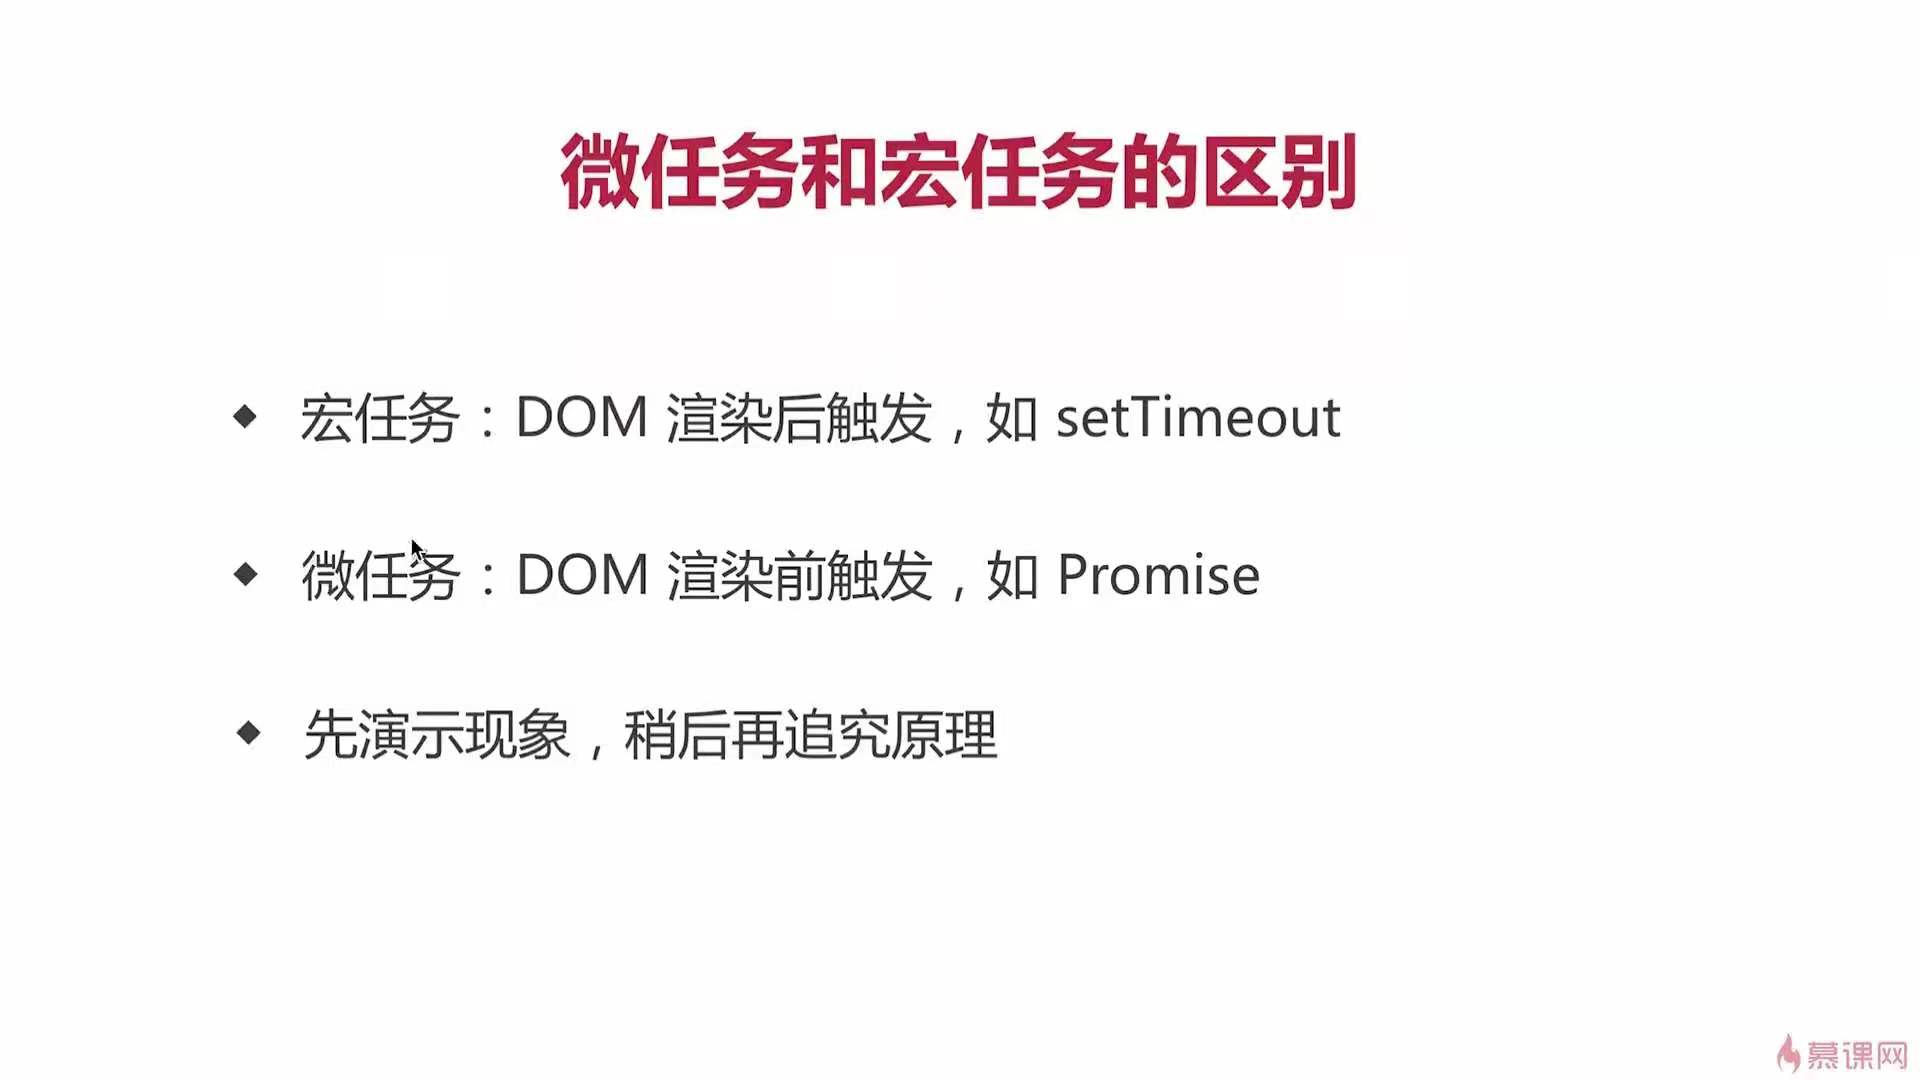 微任务和宏任务的区别
◆ 宏任务：DOM 渲染后触发，如 setTimeout
◆ 微任务：DOM 渲染前触发，如 Promise
◆ 先演示现象，稍后再追究原理
慕课网